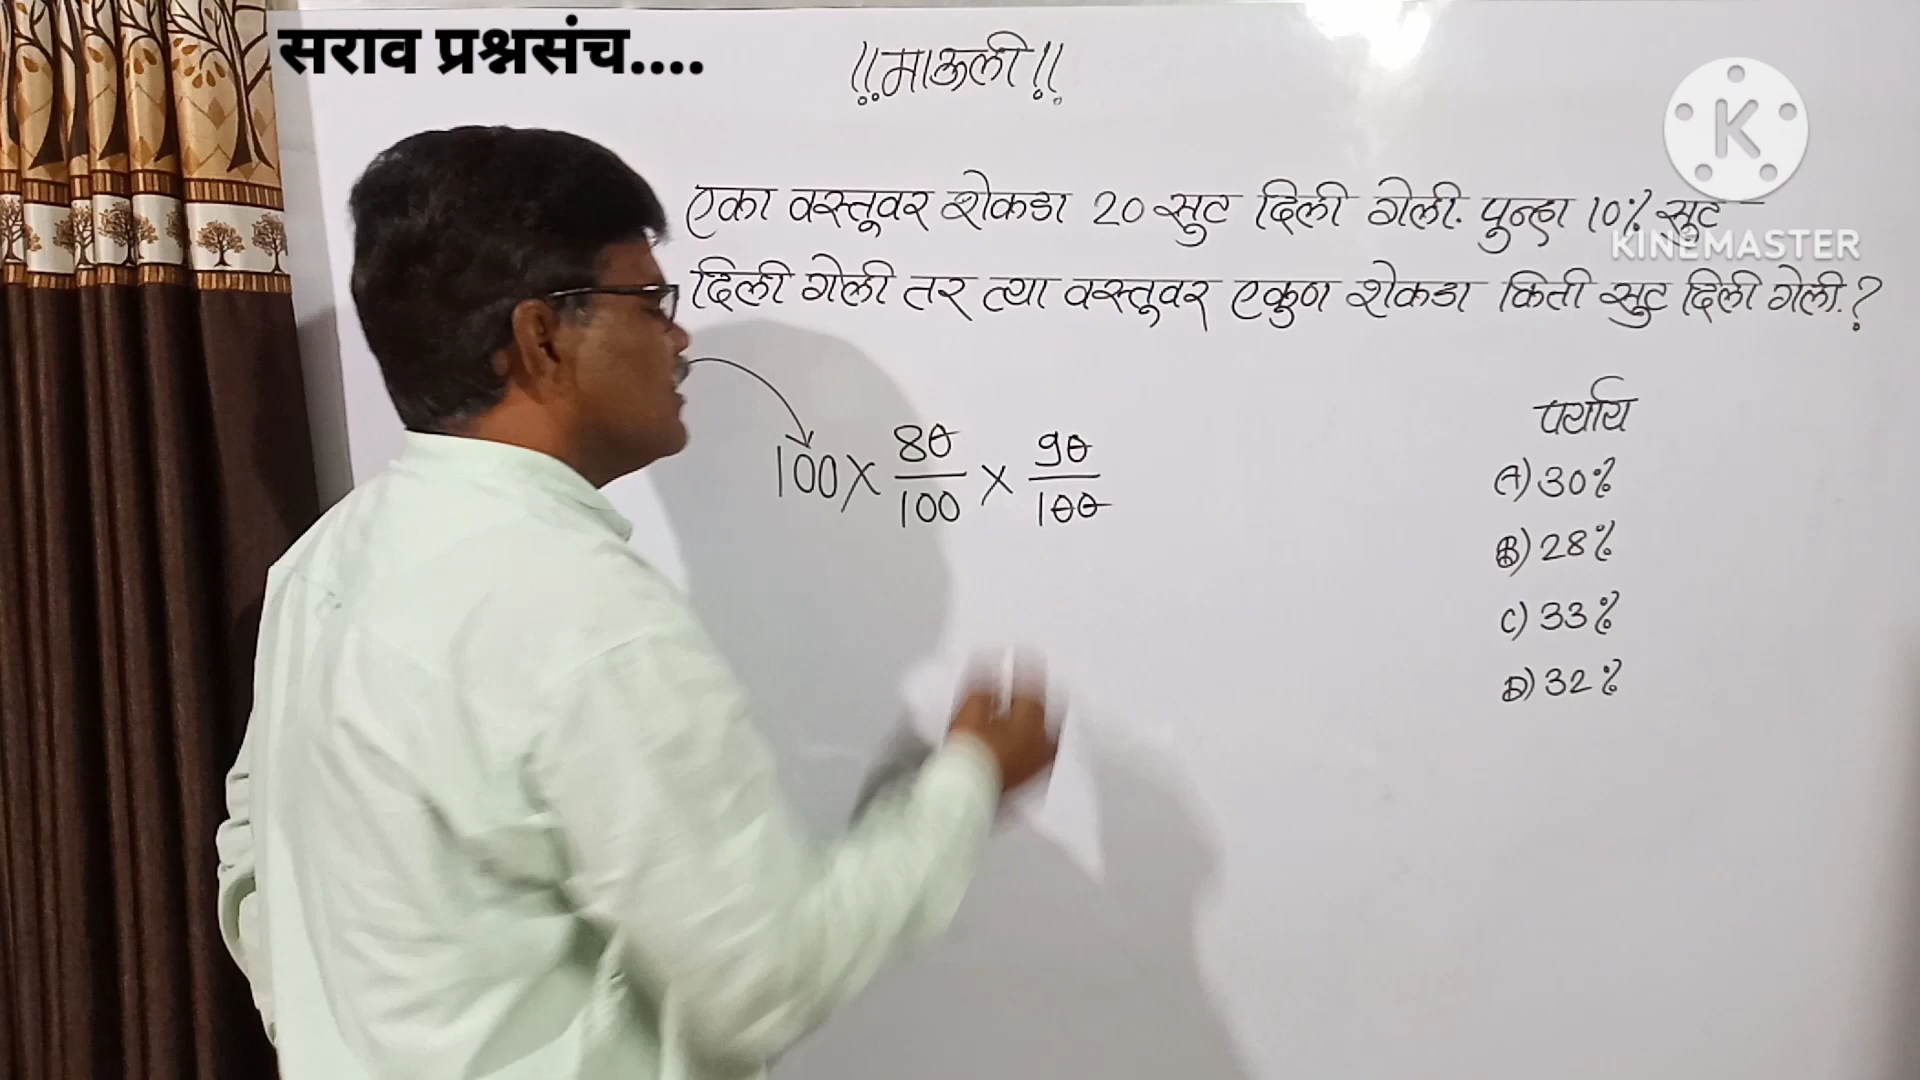 सराव प्रश्नसंच....
!!माऊली!!
K
KINEMASTER
एका वस्तूवर शेकडा 20 सुट दिली गेली. पुन्हा 10% सुट
दिली गेली तर त्या वस्तूवर एकुण शेकडा किती सुट दिली गेली.?
100 × 80/100 × 90/100
पर्याय
(A) 30%
(B) 28%
C) 33%
D) 32%